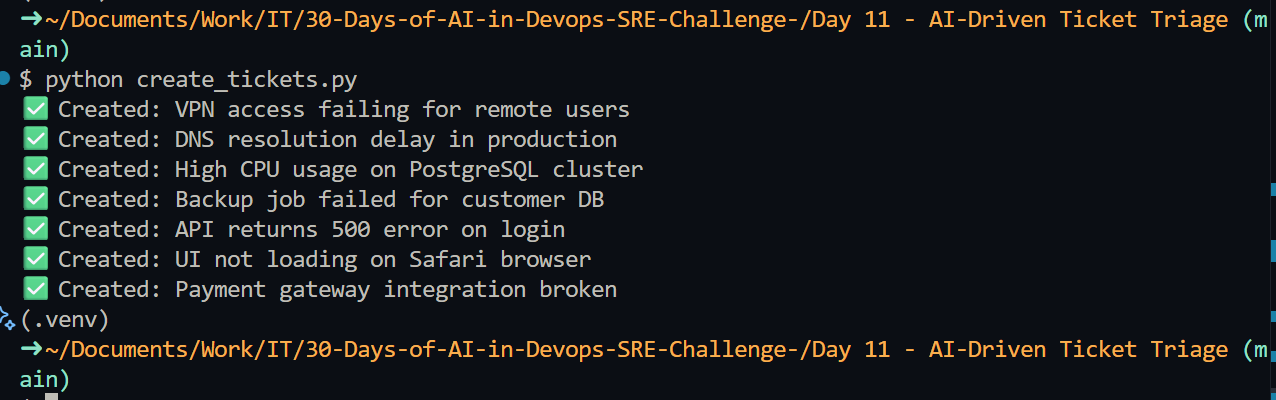 ➜~/Documents/Work/IT/30-Days-of-AI-in-Devops-SRE-Challenge-/Day 11 - AI-Driven Ticket Triage (m
ain)
$ python create_tickets.py
✅ Created: VPN access failing for remote users
✅ Created: DNS resolution delay in production
✅ Created: High CPU usage on PostgreSQL cluster
✅ Created: Backup job failed for customer DB
✅ Created: API returns 500 error on login
✅ Created: UI not loading on Safari browser
✅ Created: Payment gateway integration broken
(.venv)
➜~/Documents/Work/IT/30-Days-of-AI-in-Devops-SRE-Challenge-/Day 11 - AI-Driven Ticket Triage (m
ain)